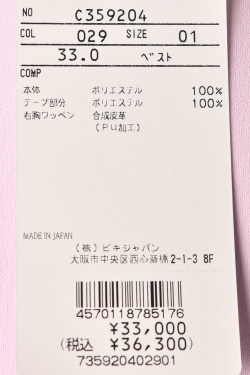 NO C359204
COL 029 SIZE 01
33.0 ベスト
COMP
本体 ポリエステル 100%
テープ部分 ポリエステル 100%
右胸ワッペン 合成皮革
(PU加工)
MADE IN JAPAN
(株)ビキジャパン
大阪市中央区西心斎橋2-1-3 8F
4570118785176
¥33,000
(税込 ¥36,300)
735920402901